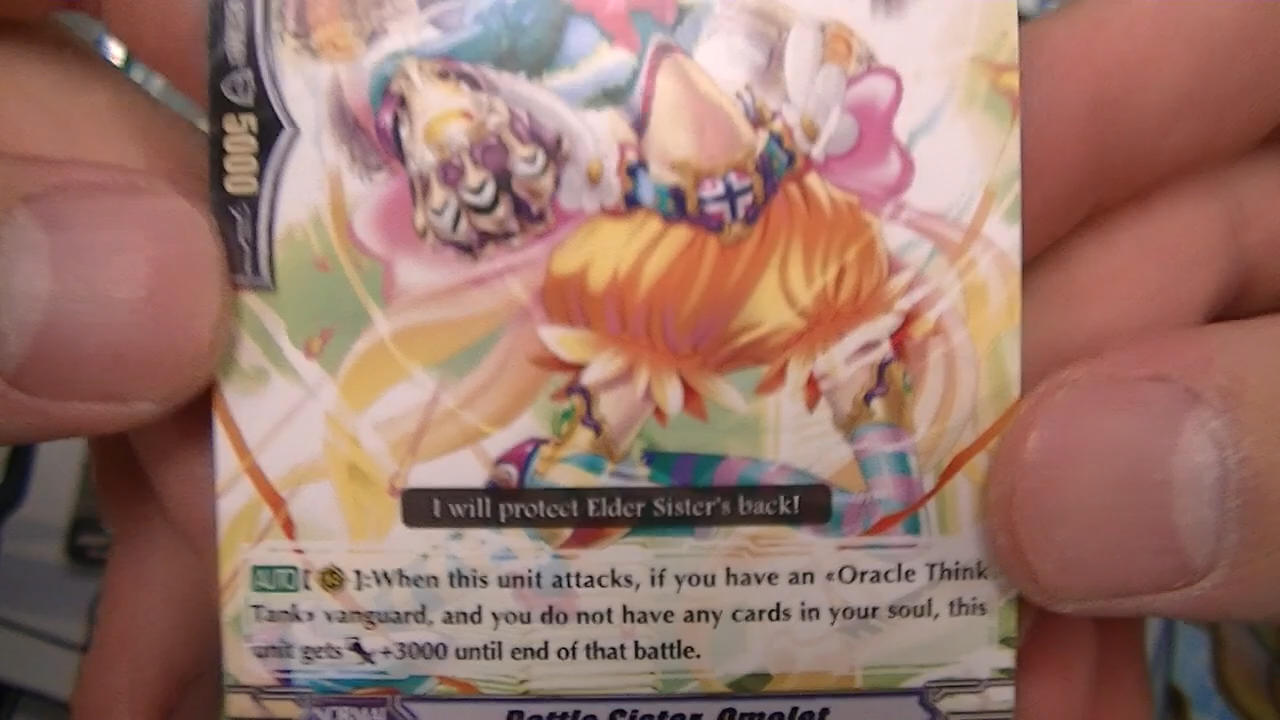 5000
I will protect Elder Sister's back!
AUTO [ ]:When this unit attacks, if you have an «Oracle Think
Tank» vanguard, and you do not have any cards in your soul, this
unit gets +3000 until end of that battle.
Battle Sister, Omelet